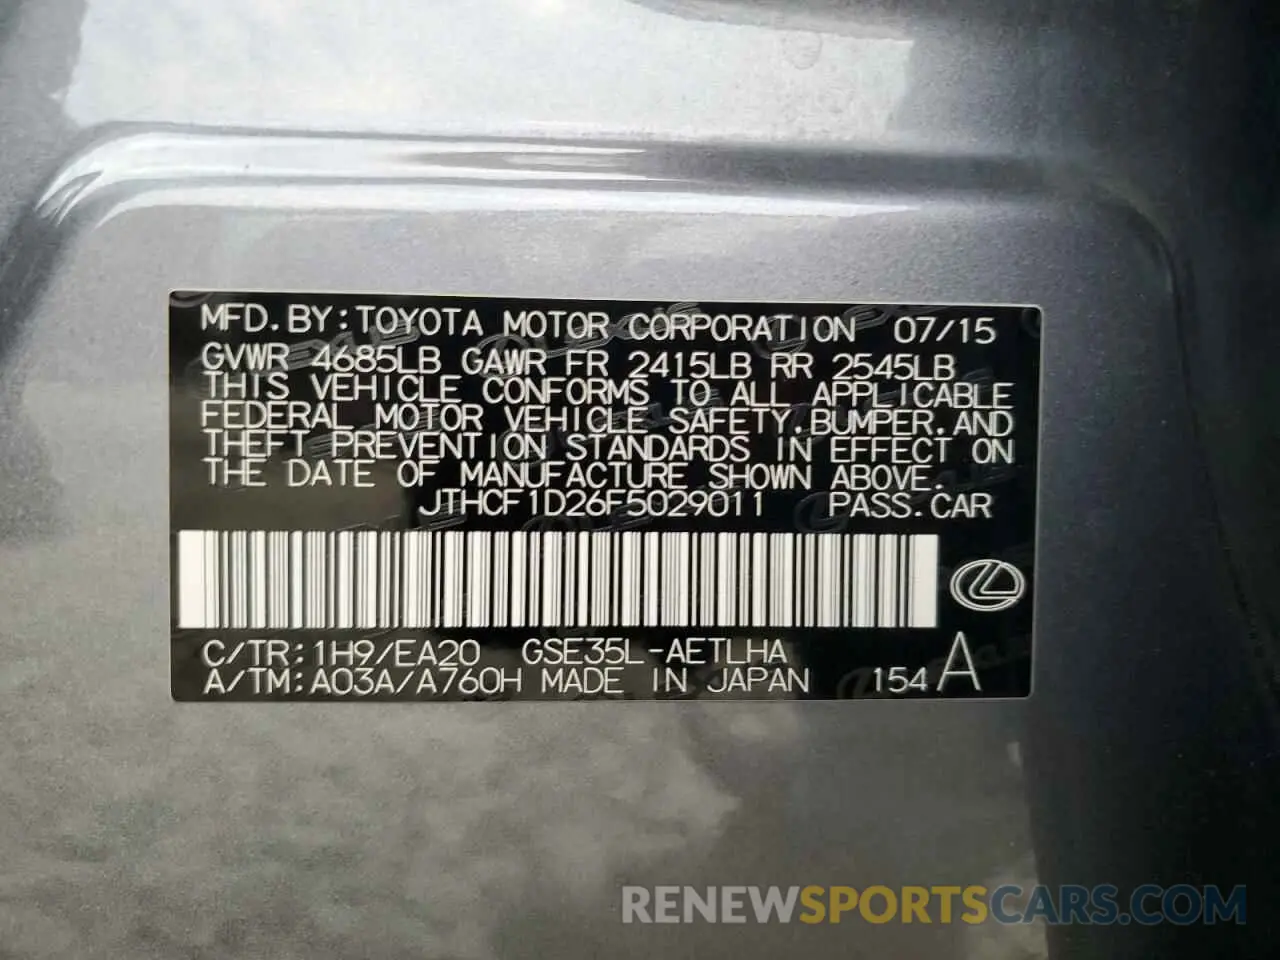 MFD.BY:TOYOTA MOTOR CORPORATION 07/15
GVWR 4685LB GAWR FR 2415LB RR 2545LB
THIS VEHICLE CONFORMS TO ALL APPLICABLE
FEDERAL MOTOR VEHICLE SAFETY,BUMPER,AND
THEFT PREVENTION STANDARDS IN EFFECT ON
THE DATE OF MANUFACTURE SHOWN ABOVE.
JTHCF1D26F5029011 PASS.CAR
C/TR:1H9/EA20 GSE35L-AETLHA
A/TM:A03A/A760H MADE IN JAPAN 154 A
RENEWSPORTSCARS.COM